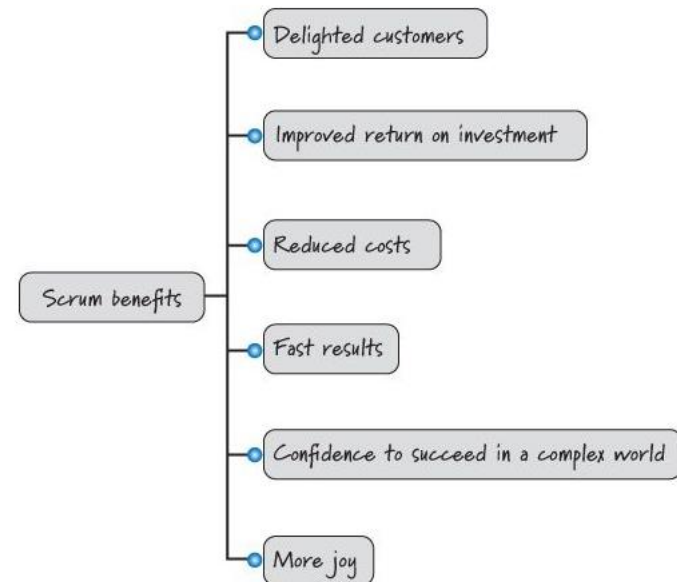 Delighted customers
Improved return on investment
Reduced costs
Scrum benefits
Fast results
Confidence to succeed in a complex world
More joy